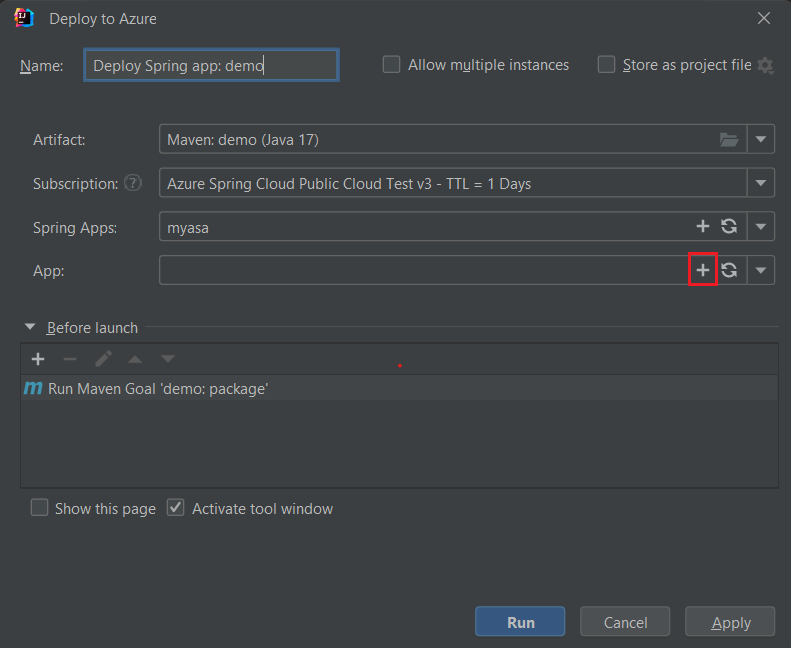 Deploy to Azure
Name: Deploy Spring app: demo Allow multiple instances Store as project file
Artifact: Maven: demo (Java 17)
Subscription: ? Azure Spring Cloud Public Cloud Test v3 - TTL = 1 Days
Spring Apps: myasa
App:
Before launch
m Run Maven Goal 'demo: package'
Show this page Activate tool window
Run Cancel Apply